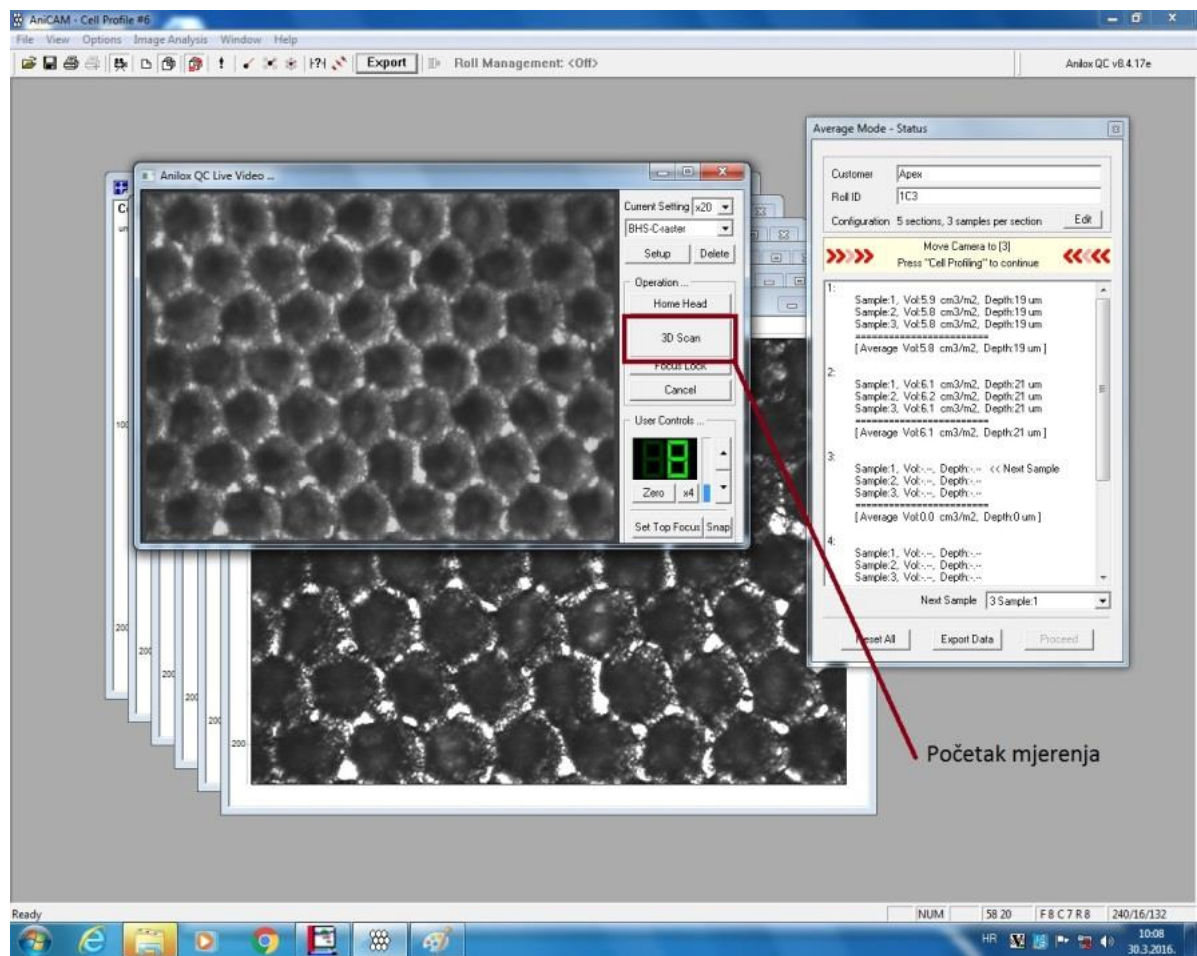 AniCAM - Cell Profile #6
File View Options Image Analysis Window Help
Export Roll Management: <Off> Anilox QC v8.4.17e
Average Mode - Status
Customer Apex
Roll ID 1C3
Configuration 5 sections, 3 samples per section Edit
Move Camera to [3]
Press "Cell Profiling" to continue
1:
Sample:1, Vol:5.9 cm3/m2, Depth:19 um
Sample:2, Vol:5.8 cm3/m2, Depth:19 um
Sample:3, Vol:5.8 cm3/m2, Depth:19 um
=========================
[ Average Vol:5.8 cm3/m2, Depth:19 um ]
2:
Sample:1, Vol:6.1 cm3/m2, Depth:21 um
Sample:2, Vol:6.2 cm3/m2, Depth:21 um
Sample:3, Vol:6.1 cm3/m2, Depth:21 um
=========================
[ Average Vol:6.1 cm3/m2, Depth:21 um ]
3:
Sample:1, Vol:-.--, Depth:-.-- << Next Sample
Sample:2, Vol:-.--, Depth:-.--
Sample:3, Vol:-.--, Depth:-.--
=========================
[ Average Vol:0.0 cm3/m2, Depth:0 um ]
4:
Sample:1, Vol:-.--, Depth:-.--
Sample:2, Vol:-.--, Depth:-.--
Sample:3, Vol:-.--, Depth:-.--
Next Sample 3 Sample:1
Reset All Export Data Proceed
Anilox QC Live Video ...
Current Setting x20
BHS-C-raster
Setup Delete
Operation ...
Home Head
3D Scan
Focus Lock
Cancel
User Controls ...
8
Zero x4
Set Top Focus Snap
100
200
200
200
200
200
200
Početak mjerenja
Ready NUM 58 20 F 8 C 7 R 8 240/16/132
HR 10:08
30.3.2016.